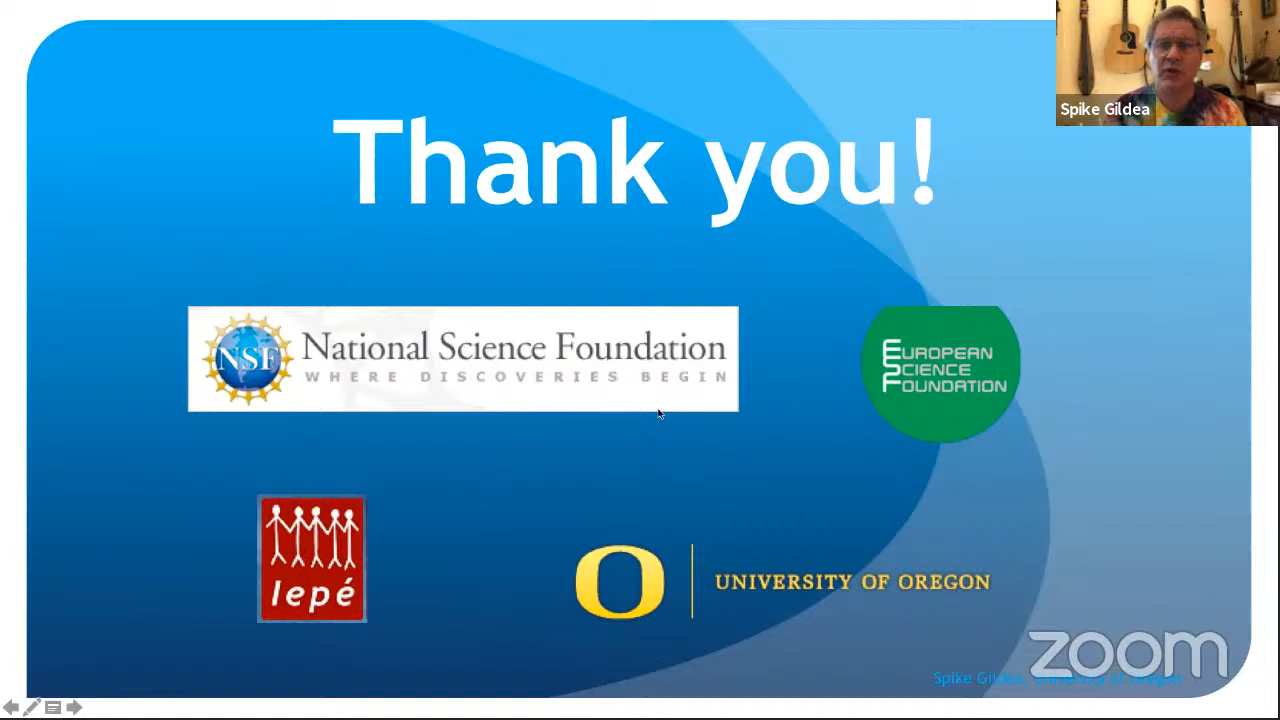 Spike Gildea
Thank you!
NSF
National Science Foundation
WHERE DISCOVERIES BEGIN
EUROPEAN
SCIENCE
FOUNDATION
Iepé
O
UNIVERSITY OF OREGON
zoom
Spike Gildea, University of Oregon